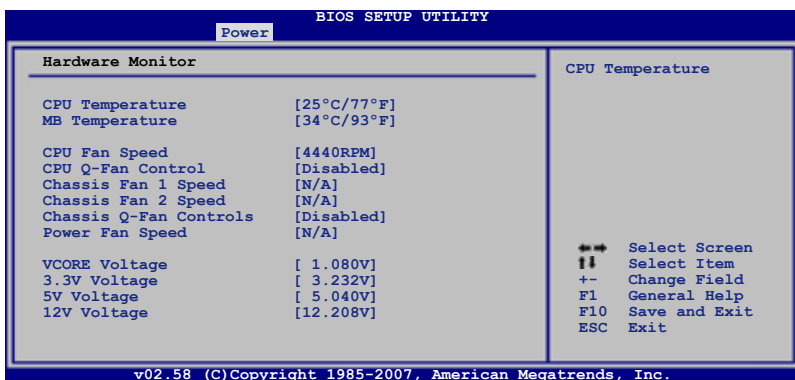 BIOS SETUP UTILITY
Power
Hardware Monitor
CPU Temperature [25°C/77°F]
MB Temperature [34°C/93°F]
CPU Fan Speed [4440RPM]
CPU Q-Fan Control [Disabled]
Chassis Fan 1 Speed [N/A]
Chassis Fan 2 Speed [N/A]
Chassis Q-Fan Controls [Disabled]
Power Fan Speed [N/A]
VCORE Voltage [ 1.080V]
3.3V Voltage [ 3.232V]
5V Voltage [ 5.040V]
12V Voltage [12.208V]
CPU Temperature
←→ Select Screen
↑↓ Select Item
+- Change Field
F1 General Help
F10 Save and Exit
ESC Exit
v02.58 (C)Copyright 1985-2007, American Megatrends, Inc.